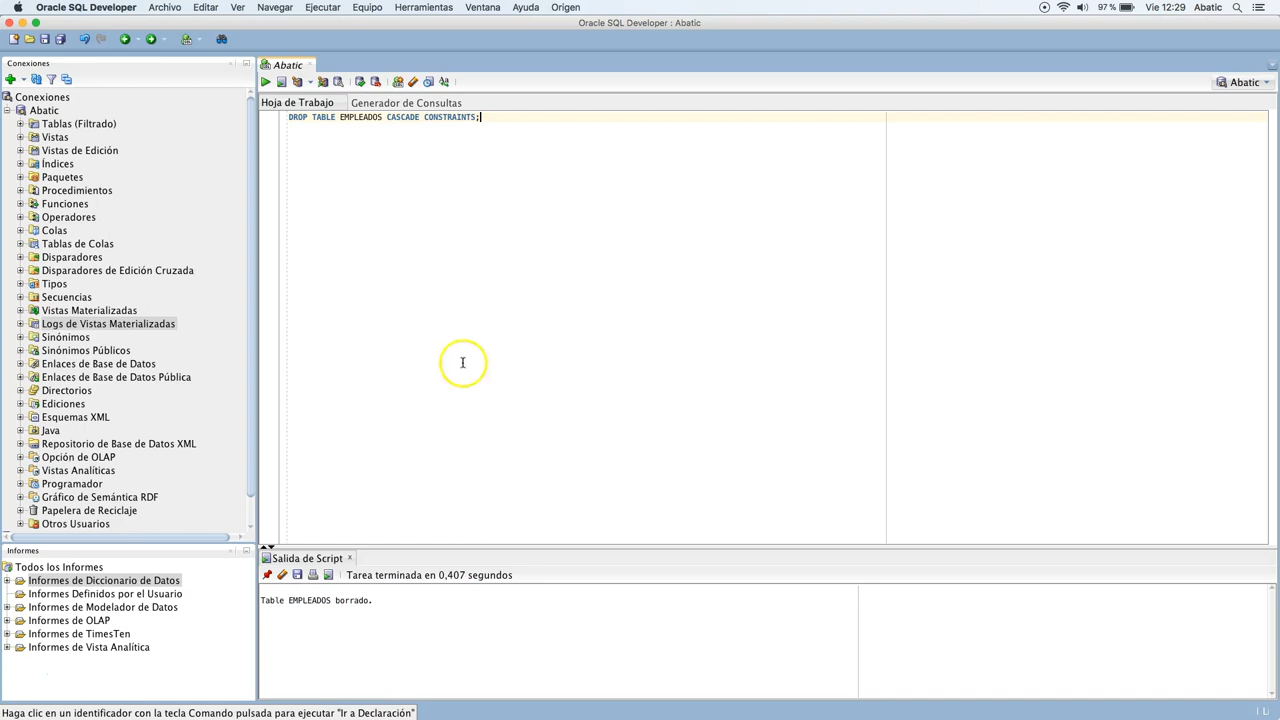 Oracle SQL Developer Archivo Editar Ver Navegar Ejecutar Equipo Herramientas Ventana Ayuda Origen 97 % Vie 12:29 Abatic
Oracle SQL Developer : Abatic
Conexiones
Conexiones
Abatic
Tablas (Filtrado)
Vistas
Vistas de Edición
Índices
Paquetes
Procedimientos
Funciones
Operadores
Colas
Tablas de Colas
Disparadores
Disparadores de Edición Cruzada
Tipos
Secuencias
Vistas Materializadas
Logs de Vistas Materializadas
Sinónimos
Sinónimos Públicos
Enlaces de Base de Datos
Enlaces de Base de Datos Pública
Directorios
Ediciones
Esquemas XML
Java
Repositorio de Base de Datos XML
Opción de OLAP
Vistas Analíticas
Programador
Gráfico de Semántica RDF
Papelera de Reciclaje
Otros Usuarios
Informes
Todos los Informes
Informes de Diccionario de Datos
Informes Definidos por el Usuario
Informes de Modelador de Datos
Informes de OLAP
Informes de TimesTen
Informes de Vista Analítica
Abatic
Abatic
Hoja de Trabajo Generador de Consultas
DROP TABLE EMPLEADOS CASCADE CONSTRAINTS;
Salida de Script
Tarea terminada en 0,407 segundos
Table EMPLEADOS borrado.
Haga clic en un identificador con la tecla Comando pulsada para ejecutar "Ir a Declaración"